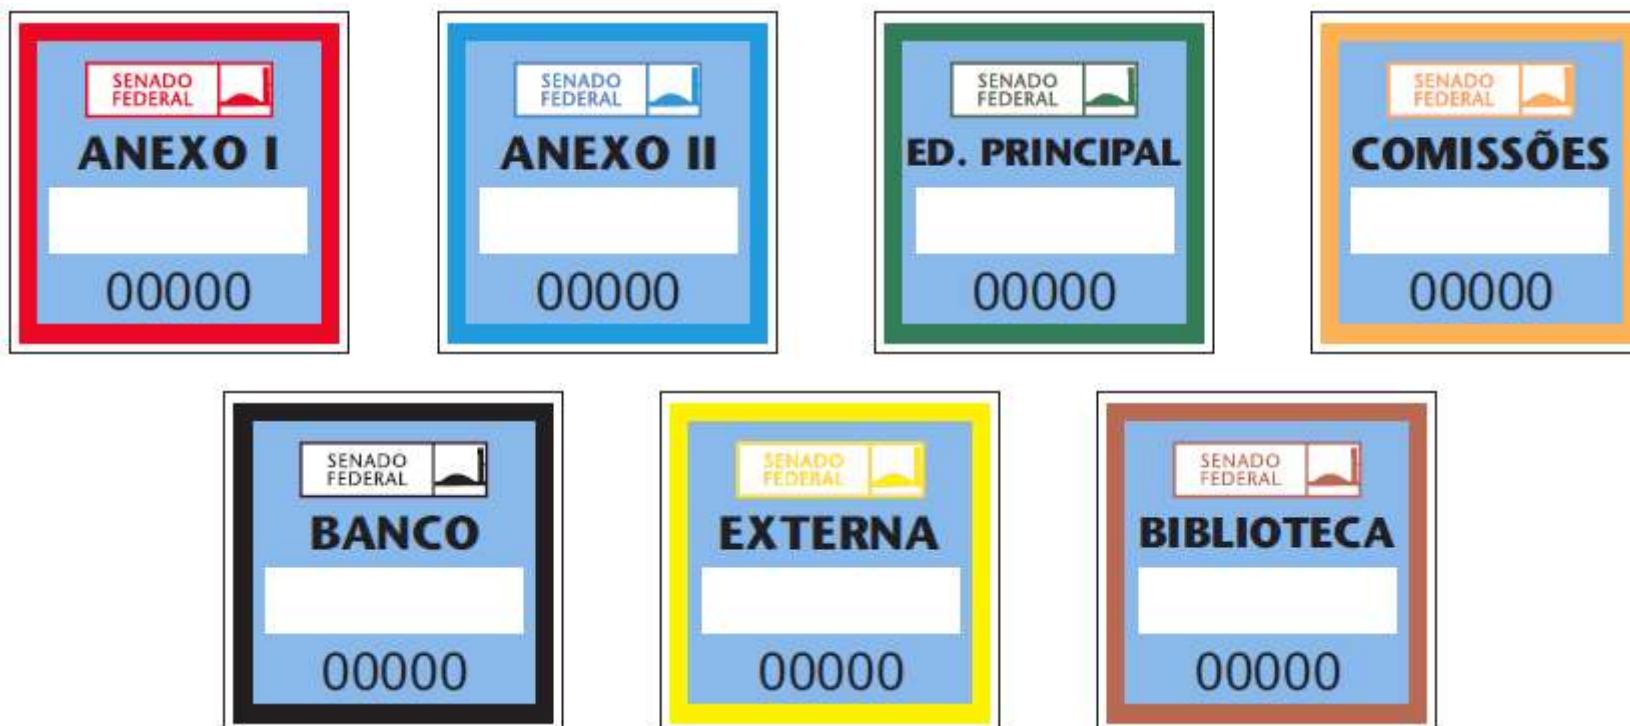 SENADO
FEDERAL
ANEXO I
00000
SENADO
FEDERAL
ANEXO II
00000
SENADO
FEDERAL
ED. PRINCIPAL
00000
SENADO
FEDERAL
COMISSÕES
00000
SENADO
FEDERAL
BANCO
00000
SENADO
FEDERAL
EXTERNA
00000
SENADO
FEDERAL
BIBLIOTECA
00000